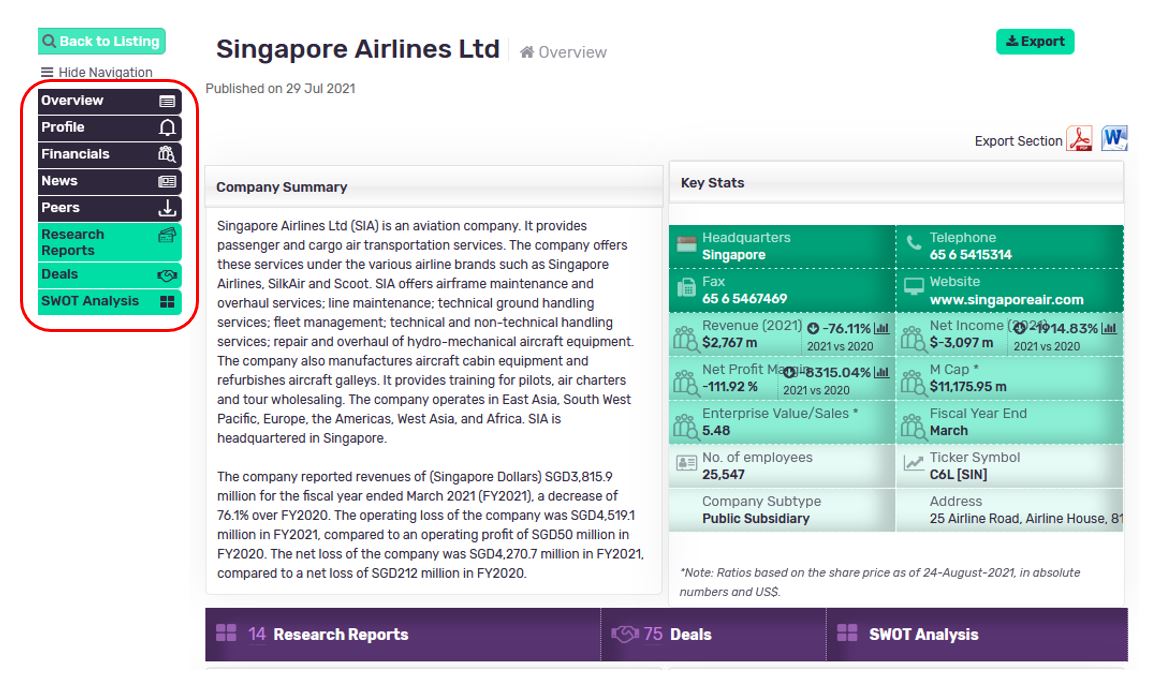 Back to Listing
Hide Navigation
Overview
Profile
Financials
News
Peers
Research
Reports
Deals
SWOT Analysis
Singapore Airlines Ltd
Overview
Export
Published on 29 Jul 2021
Export Section
Company Summary
Singapore Airlines Ltd (SIA) is an aviation company. It provides
passenger and cargo air transportation services. The company offers
these services under the various airline brands such as Singapore
Airlines, SilkAir and Scoot. SIA offers airframe maintenance and
overhaul services; line maintenance; technical ground handling
services; fleet management; technical and non-technical handling
services; repair and overhaul of hydro-mechanical aircraft equipment.
The company also manufactures aircraft cabin equipment and
refurbishes aircraft galleys. It provides training for pilots, air charters
and tour wholesaling. The company operates in East Asia, South West
Pacific, Europe, the Americas, West Asia, and Africa. SIA is
headquartered in Singapore.
The company reported revenues of (Singapore Dollars) SGD3,815.9
million for the fiscal year ended March 2021 (FY2021), a decrease of
76.1% over FY2020. The operating loss of the company was SGD4,519.1
million in FY2021, compared to an operating profit of SGD50 million in
FY2020. The net loss of the company was SGD4,270.7 million in FY2021,
compared to a net loss of SGD212 million in FY2020.
Key Stats
Headquarters
Singapore
Telephone
65 6 5415314
Fax
65 6 5467469
Website
www.singaporeair.com
Revenue (2021)
-76.11%
$2,767 m
2021 vs 2020
Net Income (2021)
-1914.83%
$-3,097 m
2021 vs 2020
Net Profit Margin
-8315.04%
-111.92 %
2021 vs 2020
M Cap *
$11,175.95 m
Enterprise Value/Sales *
5.48
Fiscal Year End
March
No. of employees
25,547
Ticker Symbol
C6L [SIN]
Company Subtype
Public Subsidiary
Address
25 Airline Road, Airline House, 81
*Note: Ratios based on the share price as of 24-August-2021, in absolute
numbers and US$.
14 Research Reports
75 Deals
SWOT Analysis